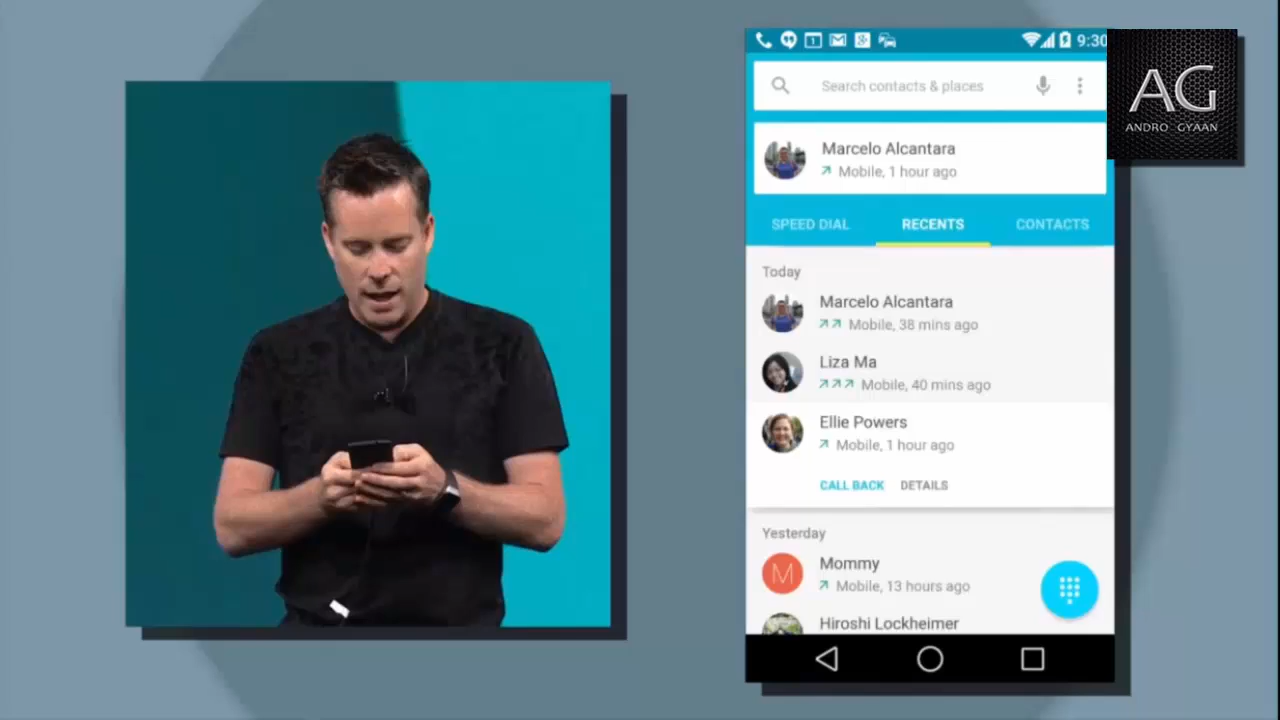 9:30
Search contacts & places
AG
ANDRO GYAAN
Marcelo Alcantara
Mobile, 1 hour ago
SPEED DIAL RECENTS CONTACTS
Today
Marcelo Alcantara
Mobile, 38 mins ago
Liza Ma
Mobile, 40 mins ago
Ellie Powers
Mobile, 1 hour ago
CALL BACK DETAILS
Yesterday
Mommy
M
Mobile, 13 hours ago
Hiroshi Lockheimer